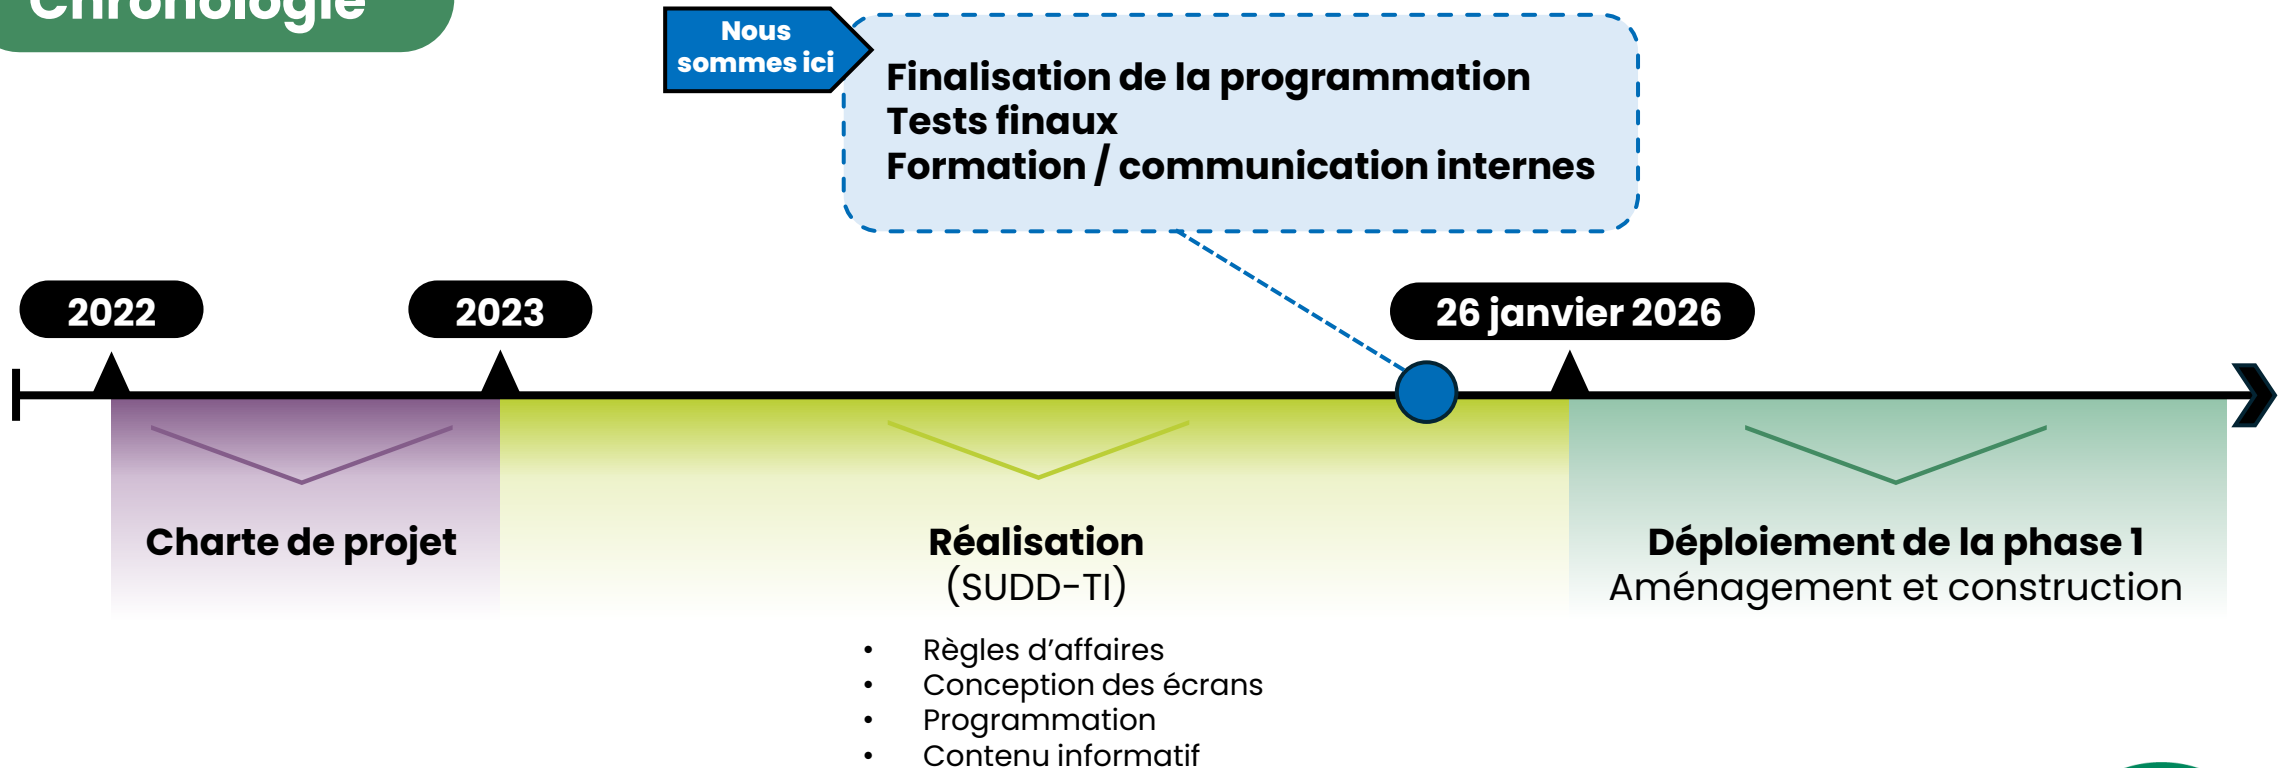 Chronologie
Nous
sommes ici
Finalisation de la programmation
Tests finaux
Formation / communication internes
2022
2023
26 janvier 2026
Charte de projet
Réalisation
(SUDD-TI)
• Règles d’affaires
• Conception des écrans
• Programmation
• Contenu informatif
Déploiement de la phase 1
Aménagement et construction